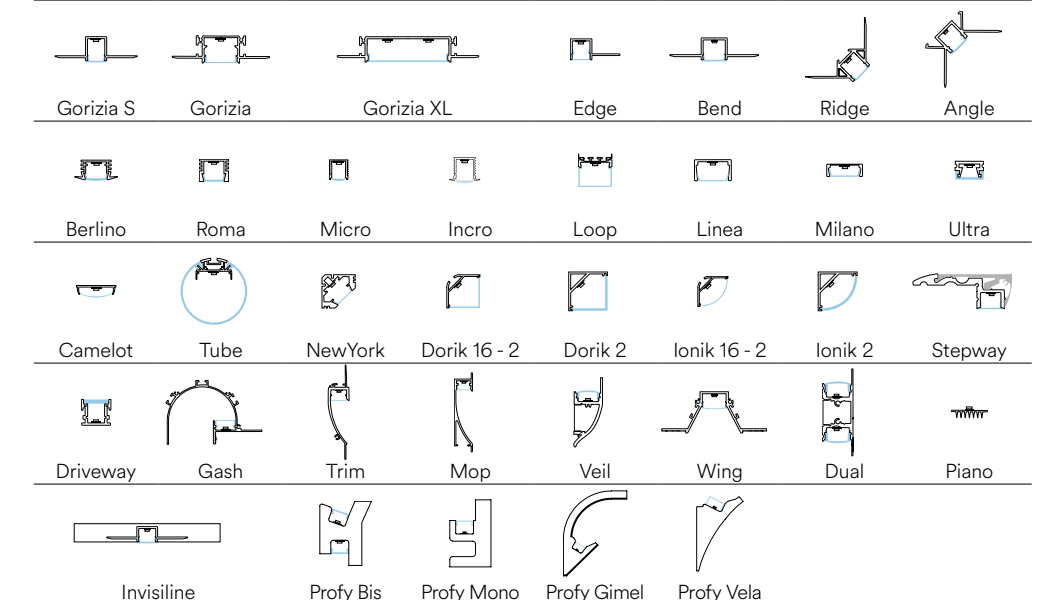 Gorizia S Gorizia Gorizia XL Edge Bend Ridge Angle
Berlino Roma Micro Incro Loop Linea Milano Ultra
Camelot Tube NewYork Dorik 16 - 2 Dorik 2 Ionik 16 - 2 Ionik 2 Stepway
Driveway Gash Trim Mop Veil Wing Dual Piano
Invisiline Profy Bis Profy Mono Profy Gimel Profy Vela